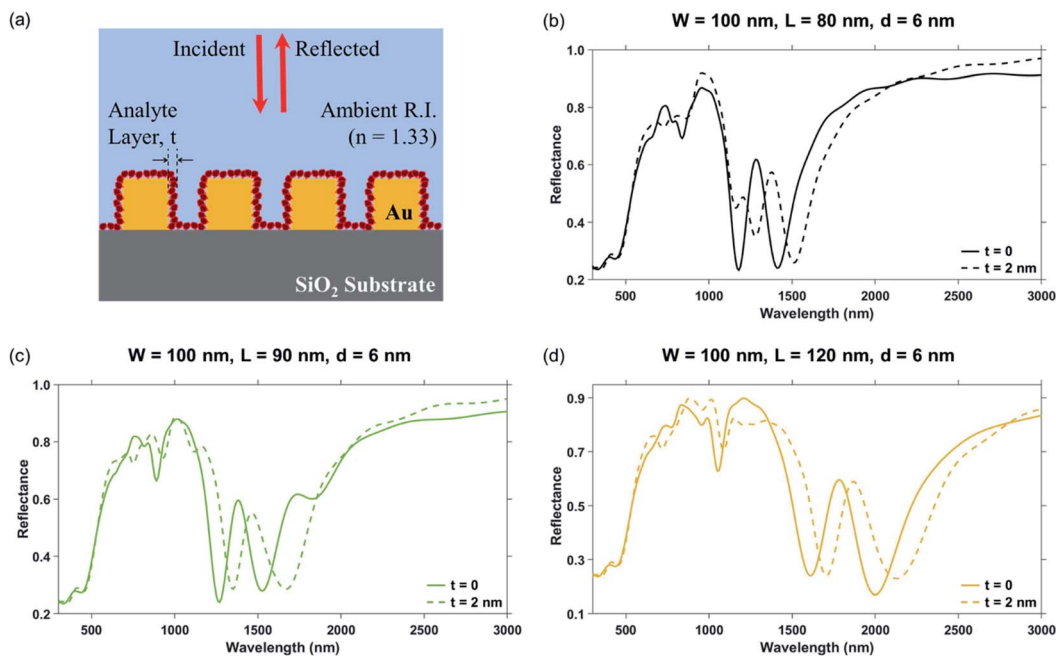 (a)
Incident Reflected
Analyte
Layer, t
Ambient R.I.
(n = 1.33)
Au
SiO₂ Substrate
(b)
W = 100 nm, L = 80 nm, d = 6 nm
1.0
0.8
0.6
0.4
0.2
Reflectance
t = 0
t = 2 nm
500 1000 1500 2000 2500 3000
Wavelength (nm)
(c)
W = 100 nm, L = 90 nm, d = 6 nm
1.0
0.8
0.6
0.4
0.2
Reflectance
t = 0
t = 2 nm
500 1000 1500 2000 2500 3000
Wavelength (nm)
(d)
W = 100 nm, L = 120 nm, d = 6 nm
0.9
0.7
0.5
0.3
0.1
Reflectance
t = 0
t = 2 nm
500 1000 1500 2000 2500 3000
Wavelength (nm)